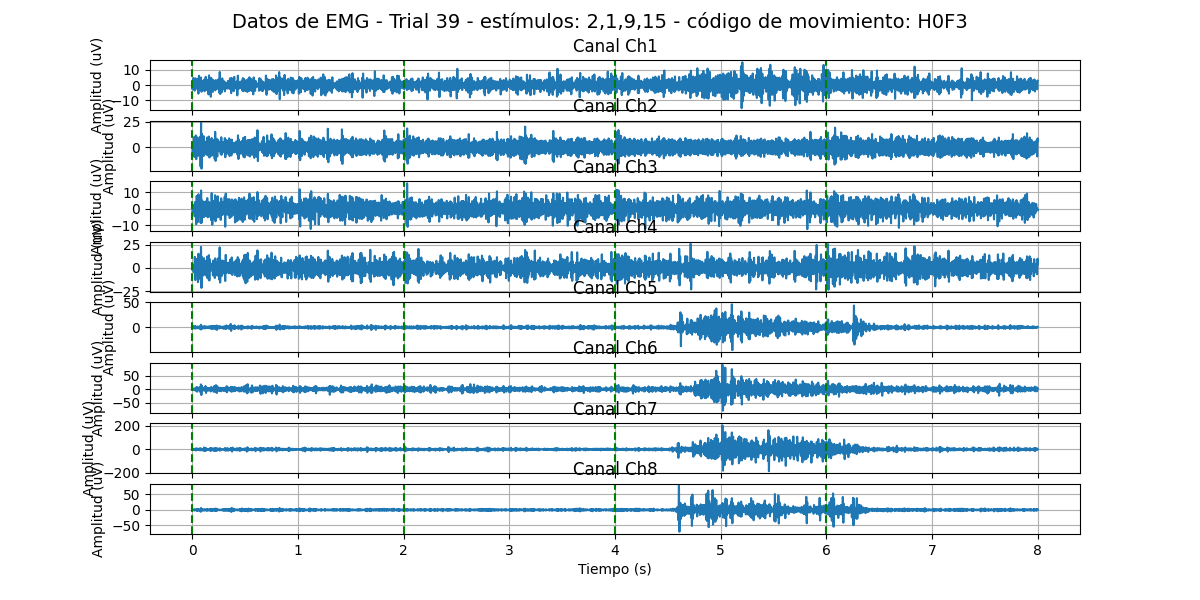 Datos de EMG - Trial 39 - estímulos: 2,1,9,15 - código de movimiento: H0F3
Canal Ch1
Amplitud (uV)
10
0
−10
Canal Ch2
Amplitud (uV)
25
0
Canal Ch3
Amplitud (uV)
10
0
−10
Canal Ch4
Amplitud (uV)
25
0
−25
Canal Ch5
Amplitud (uV)
50
0
Canal Ch6
Amplitud (uV)
50
0
−50
Canal Ch7
Amplitud (uV)
200
0
−200
Canal Ch8
Amplitud (uV)
50
0
−50
0 1 2 3 4 5 6 7 8
Tiempo (s)